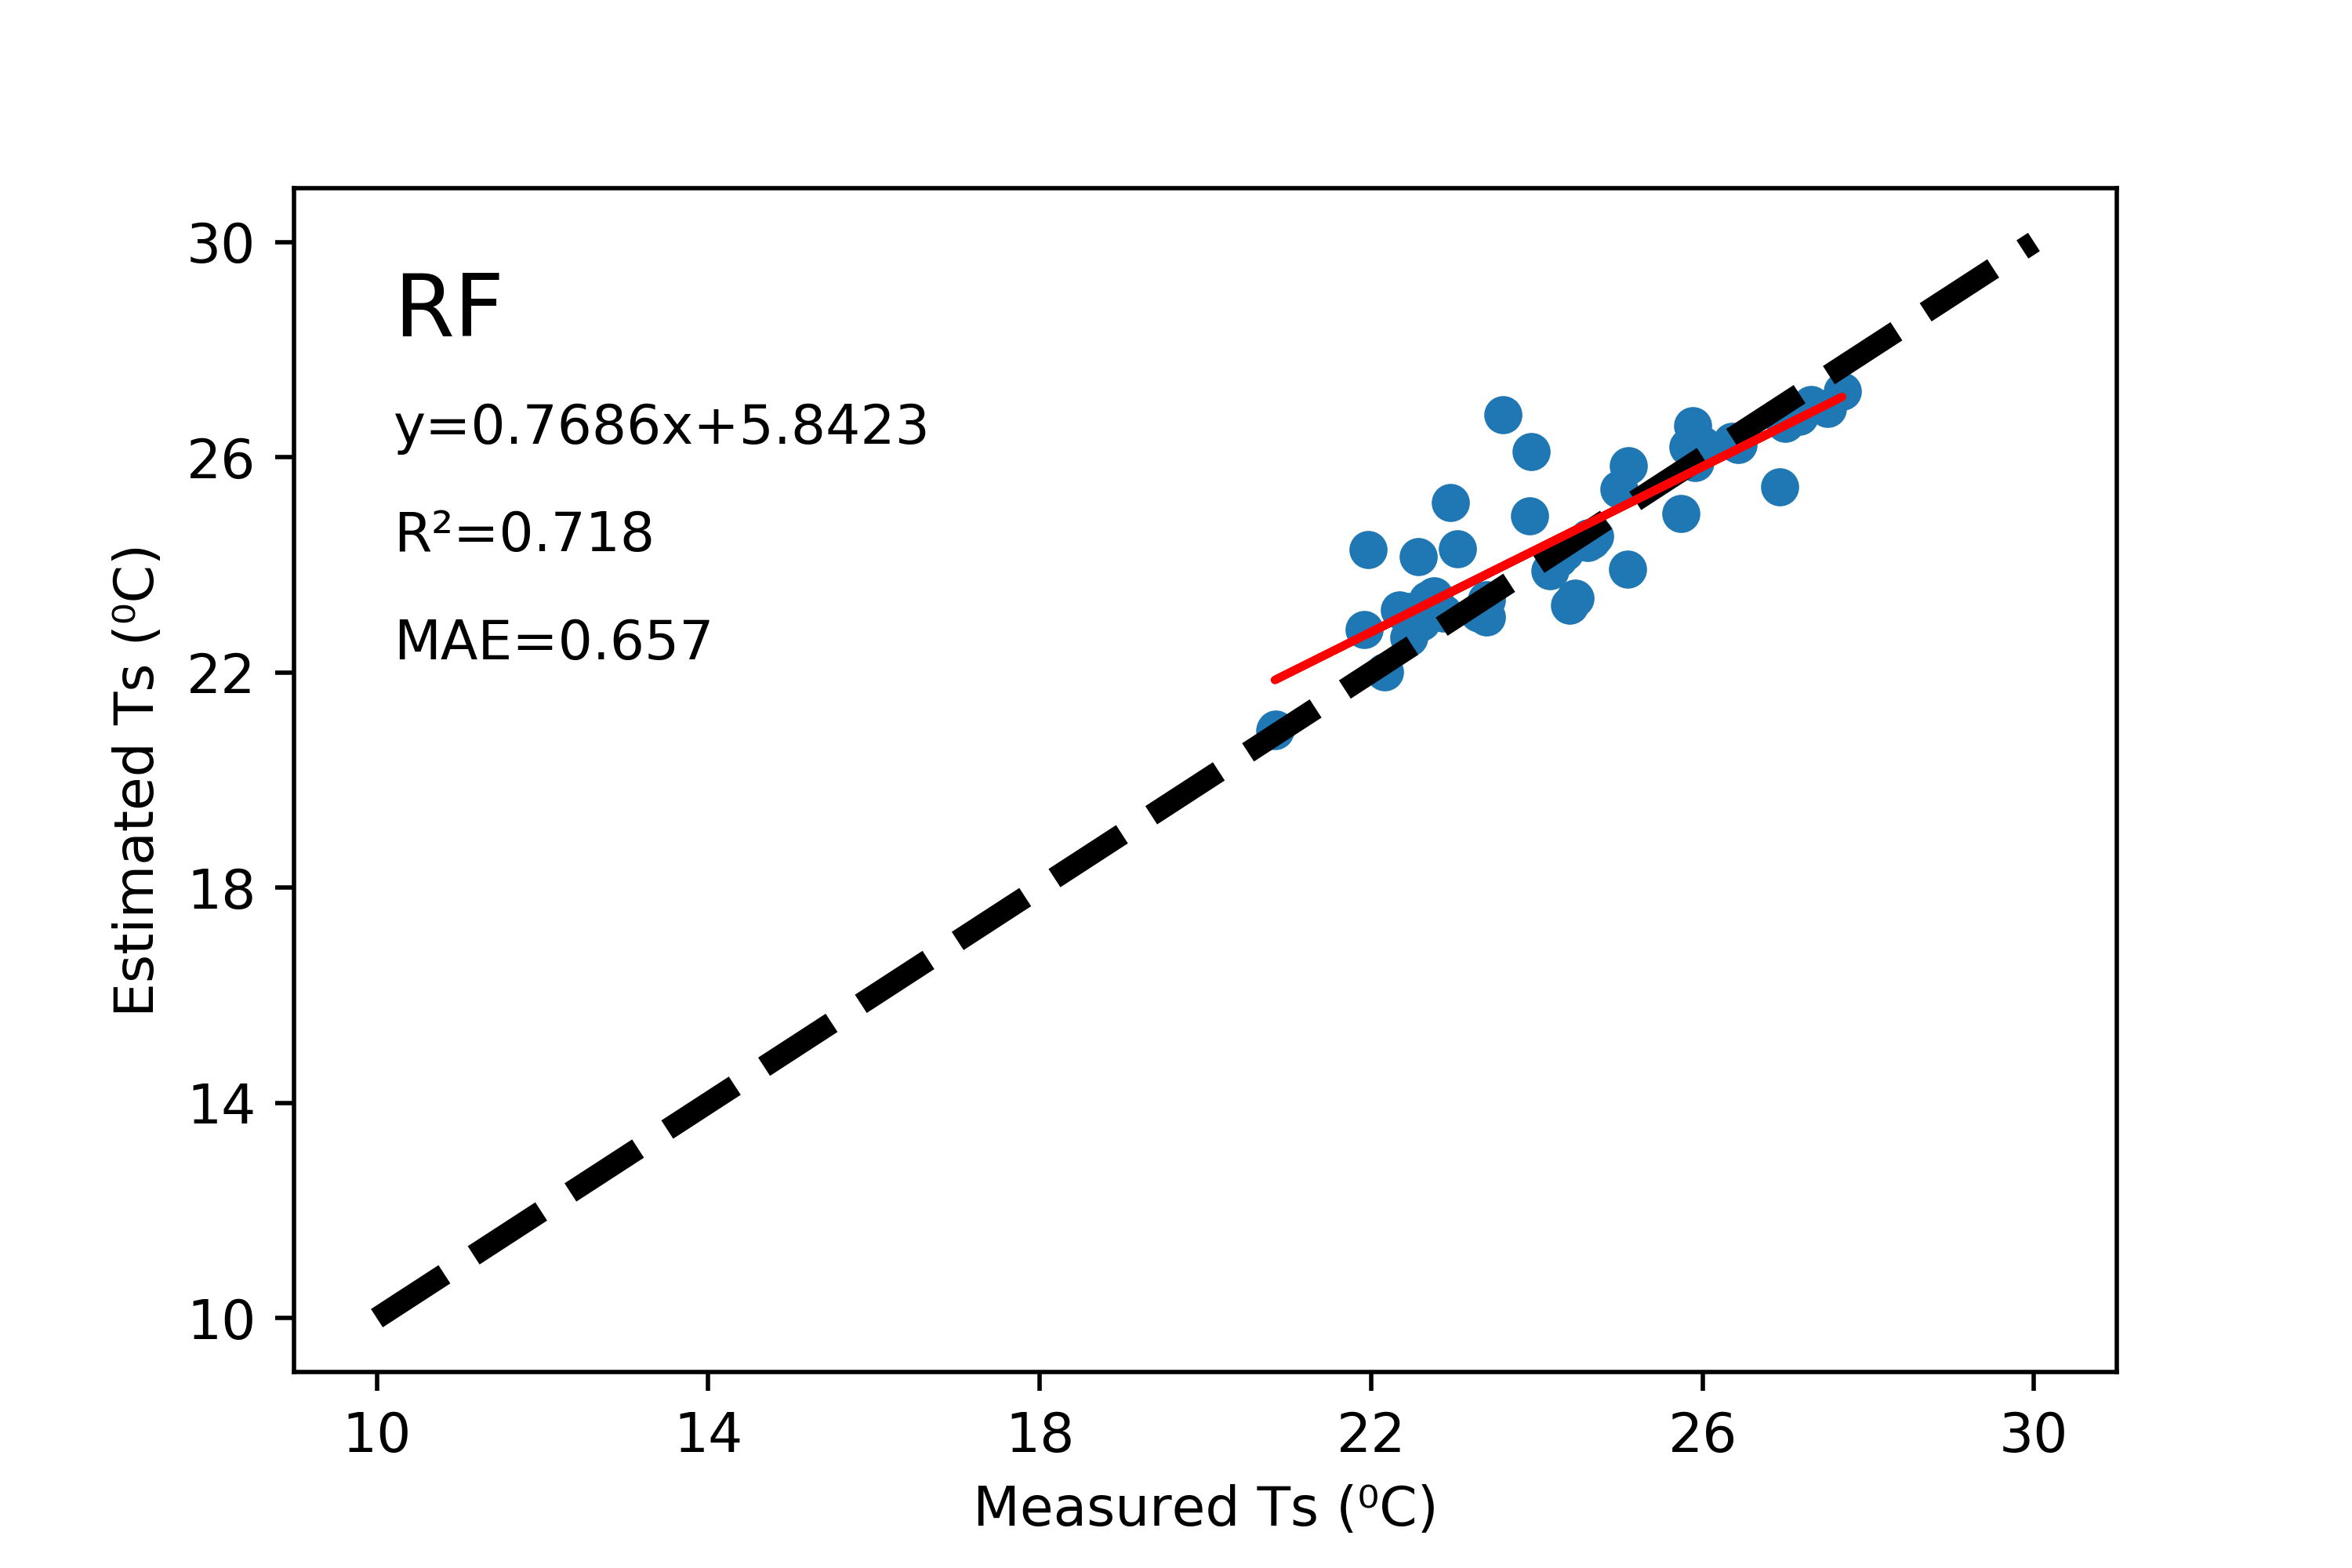 RF
y=0.7686x+5.8423
R²=0.718
MAE=0.657
30
26
22
18
14
10
Estimated Ts (⁰C)
10 14 18 22 26 30
Measured Ts (⁰C)